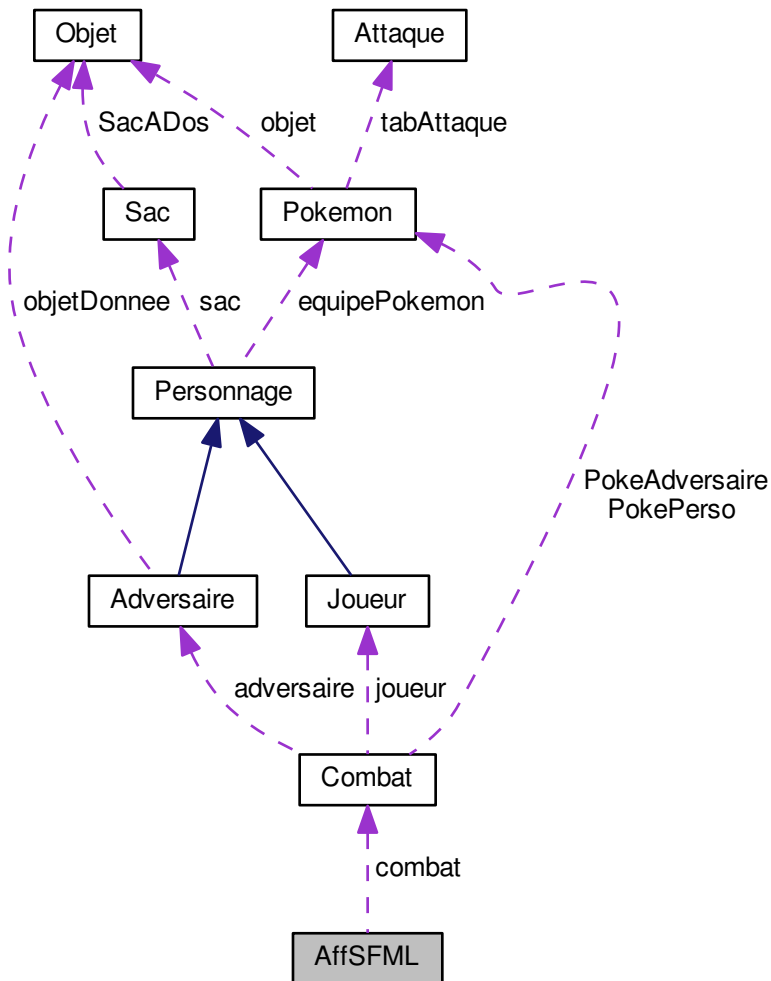 Objet
Attaque
SacADos
objet
tabAttaque
Sac
Pokemon
objetDonnee
sac
equipePokemon
Personnage
PokeAdversaire
PokePerso
Adversaire
Joueur
adversaire
joueur
Combat
combat
AffSFML